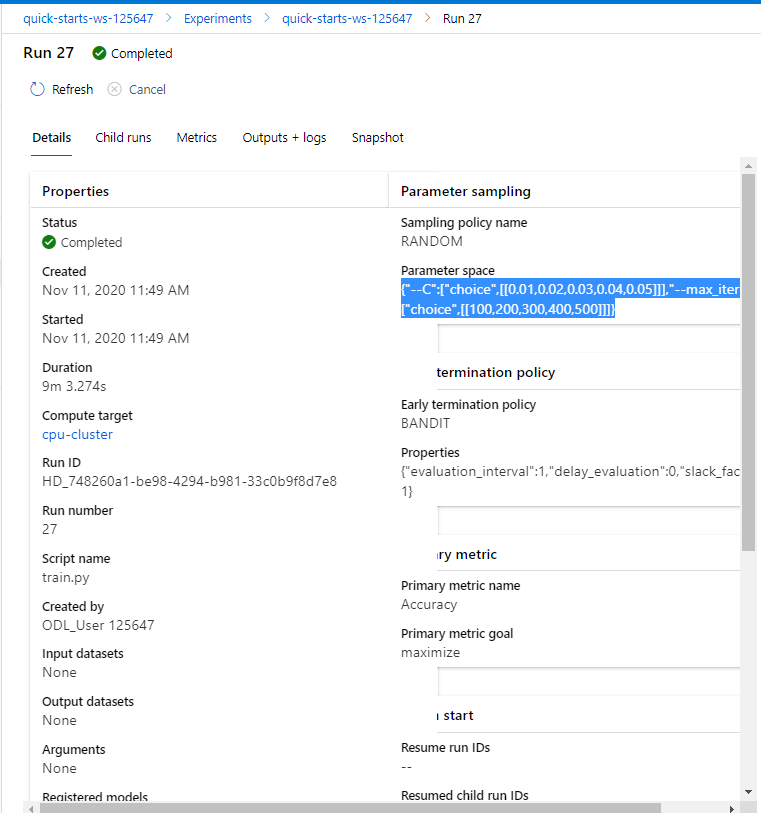 quick-starts-ws-125647 > Experiments > quick-starts-ws-125647 > Run 27
Run 27 Completed
Refresh Cancel
Details Child runs Metrics Outputs + logs Snapshot
Properties
Status
Completed
Created
Nov 11, 2020 11:49 AM
Started
Nov 11, 2020 11:49 AM
Duration
9m 3.274s
Compute target
cpu-cluster
Run ID
HD_748260a1-be98-4294-b981-33c0b9f8d7e8
Run number
27
Script name
train.py
Created by
ODL_User 125647
Input datasets
None
Output datasets
None
Arguments
None
Registered models
Parameter sampling
Sampling policy name
RANDOM
Parameter space
{"--C":["choice",[[0.01,0.02,0.03,0.04,0.05]]],"--max_iter
["choice",[[100,200,300,400,500]]]}
termination policy
Early termination policy
BANDIT
Properties
{"evaluation_interval":1,"delay_evaluation":0,"slack_fac
1}
ry metric
Primary metric name
Accuracy
Primary metric goal
maximize
start
Resume run IDs
--
Resumed child run IDs